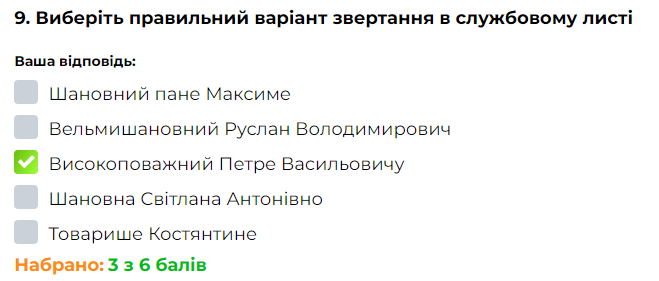 9. Виберіть правильний варіант звертання в службовому листі
Ваша відповідь:
Шановний пане Максиме
Вельмишановний Руслан Володимирович
Високоповажний Петре Васильовичу
Шановна Світлана Антонівно
Товарише Костянтине
Набрано: 3 з 6 балів